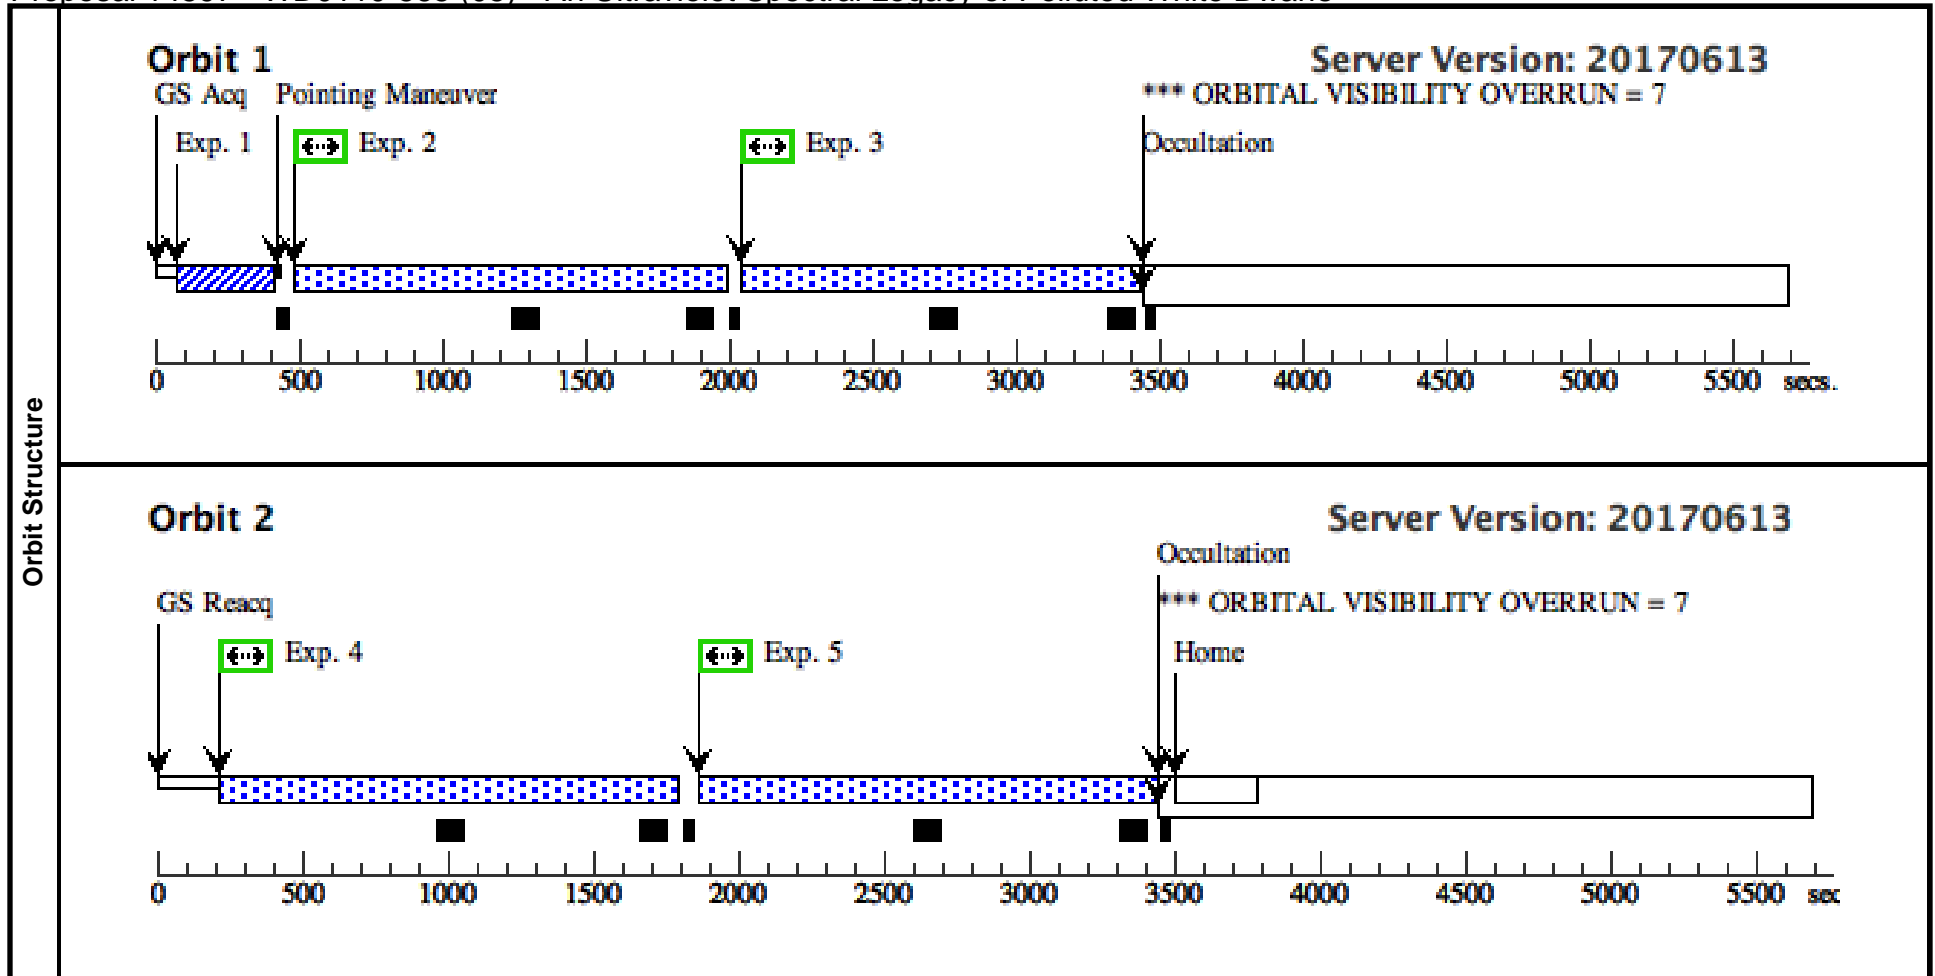 Orbit 1
Server Version: 20170613
GS Acq Pointing Maneuver
*** ORBITAL VISIBILITY OVERRUN = 7
Exp. 1
Exp. 2
Exp. 3
Occultation
0 500 1000 1500 2000 2500 3000 3500 4000 4500 5000 5500 secs.
Orbit Structure
Orbit 2
Server Version: 20170613
Occultation
GS Reacq
*** ORBITAL VISIBILITY OVERRUN = 7
Exp. 4
Exp. 5
Home
0 500 1000 1500 2000 2500 3000 3500 4000 4500 5000 5500 sec